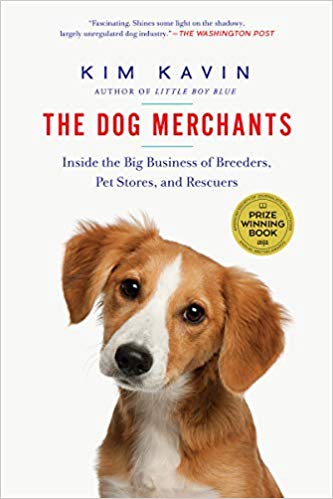 "Fascinating. Shines some light on the shadowy,
largely unregulated dog industry." —THE WASHINGTON POST
KIM KAVIN
AUTHOR OF LITTLE BOY BLUE
THE DOG MERCHANTS
Inside the Big Business of Breeders,
Pet Stores, and Rescuers
PRIZE
WINNING
BOOK